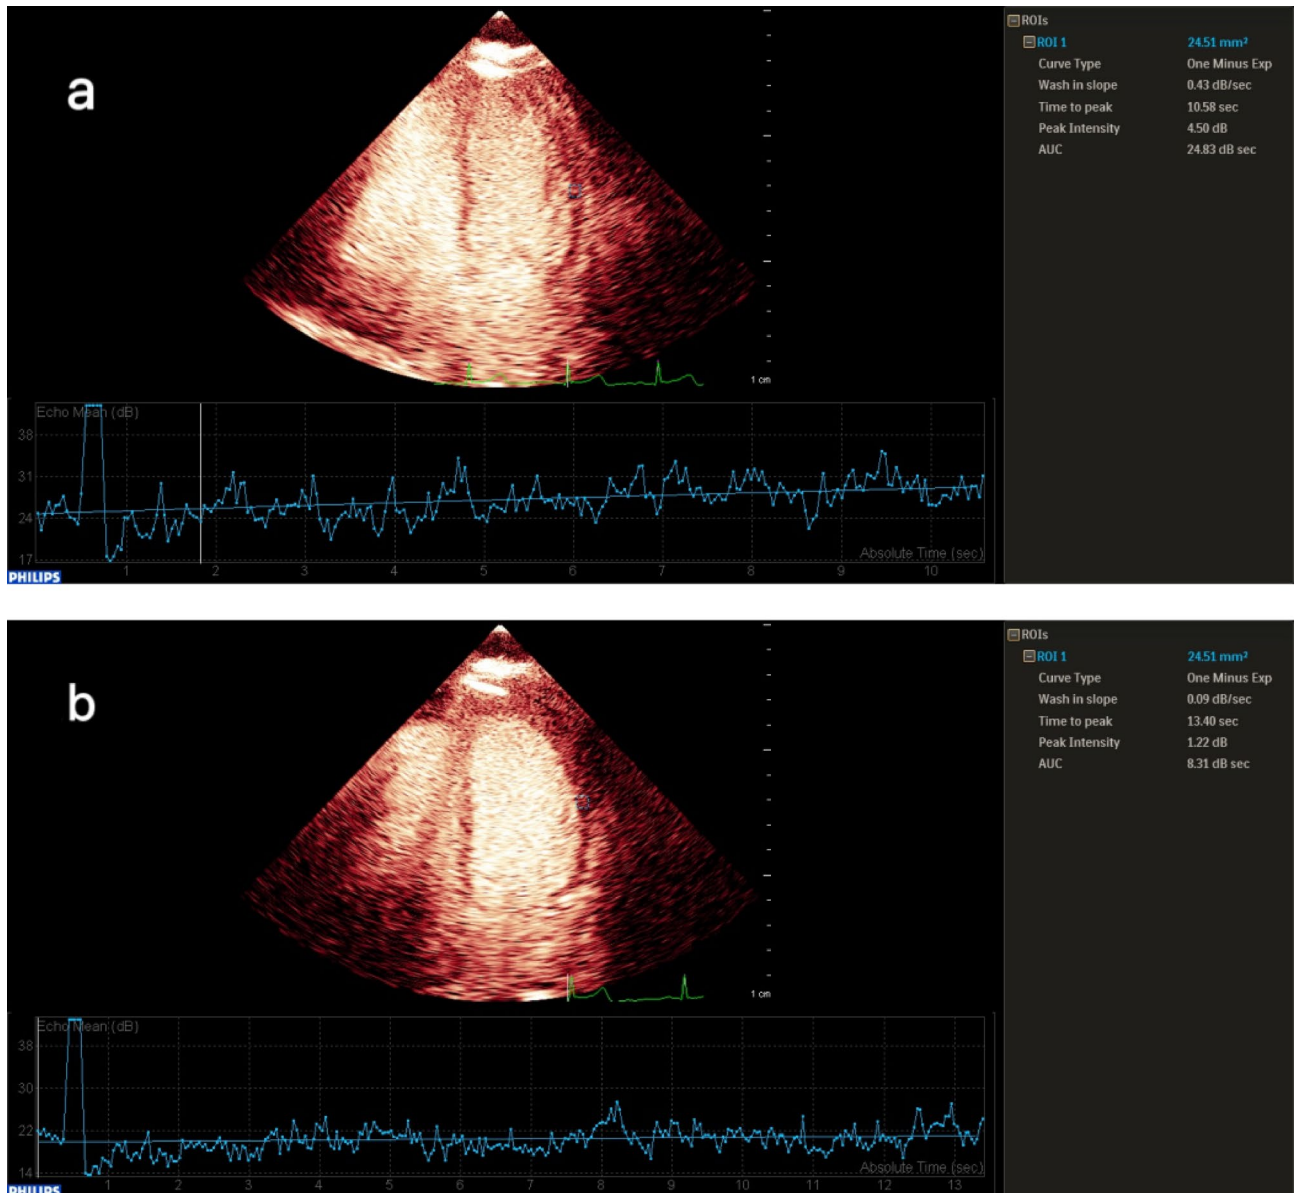 a
ROIs
ROI 1 24.51 mm²
Curve Type One Minus Exp
Wash in slope 0.43 dB/sec
Time to peak 10.58 sec
Peak Intensity 4.50 dB
AUC 24.83 dB sec
1 cm
Echo Mean (dB)
38
31
24
17
Absolute Time (sec)
1 2 3 4 5 6 7 8 9 10
PHILIPS
b
ROIs
ROI 1 24.51 mm²
Curve Type One Minus Exp
Wash in slope 0.09 dB/sec
Time to peak 13.40 sec
Peak Intensity 1.22 dB
AUC 8.31 dB sec
1 cm
Echo Mean (dB)
38
30
22
14
Absolute Time (sec)
1 2 3 4 5 6 7 8 9 10 11 12 13
PHILIPS